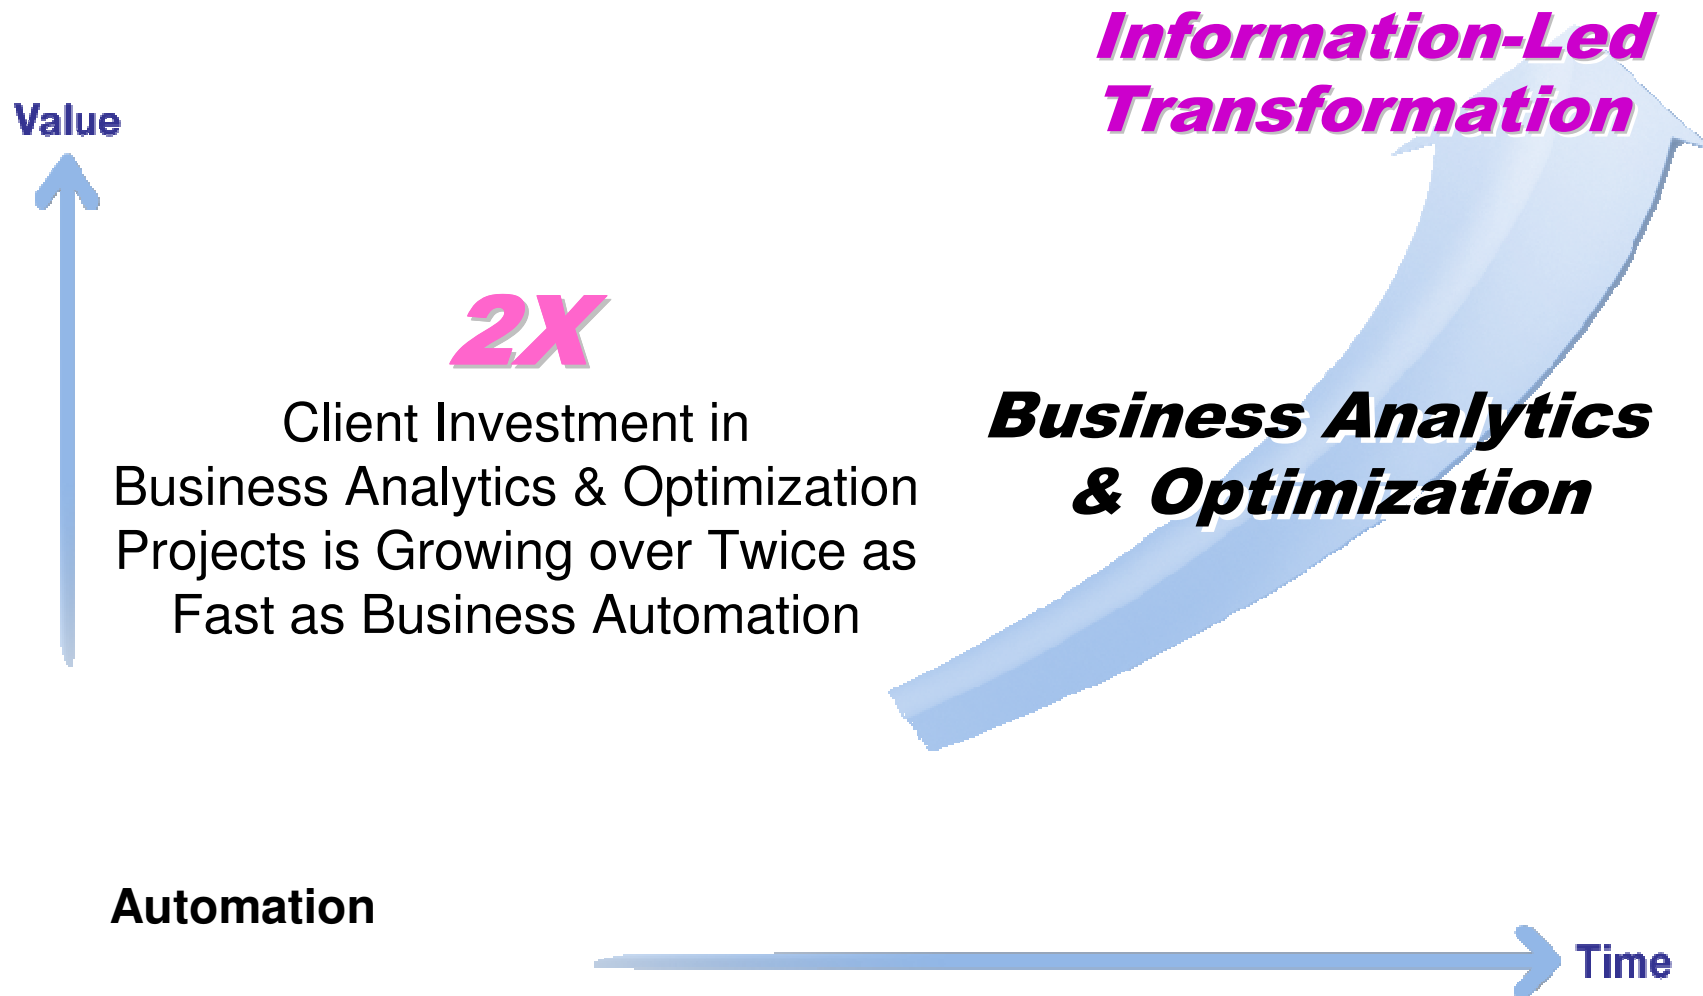 Information-Led
Transformation
Value
2X
Client Investment in
Business Analytics & Optimization
Projects is Growing over Twice as
Fast as Business Automation
Business Analytics
& Optimization
Automation
Time